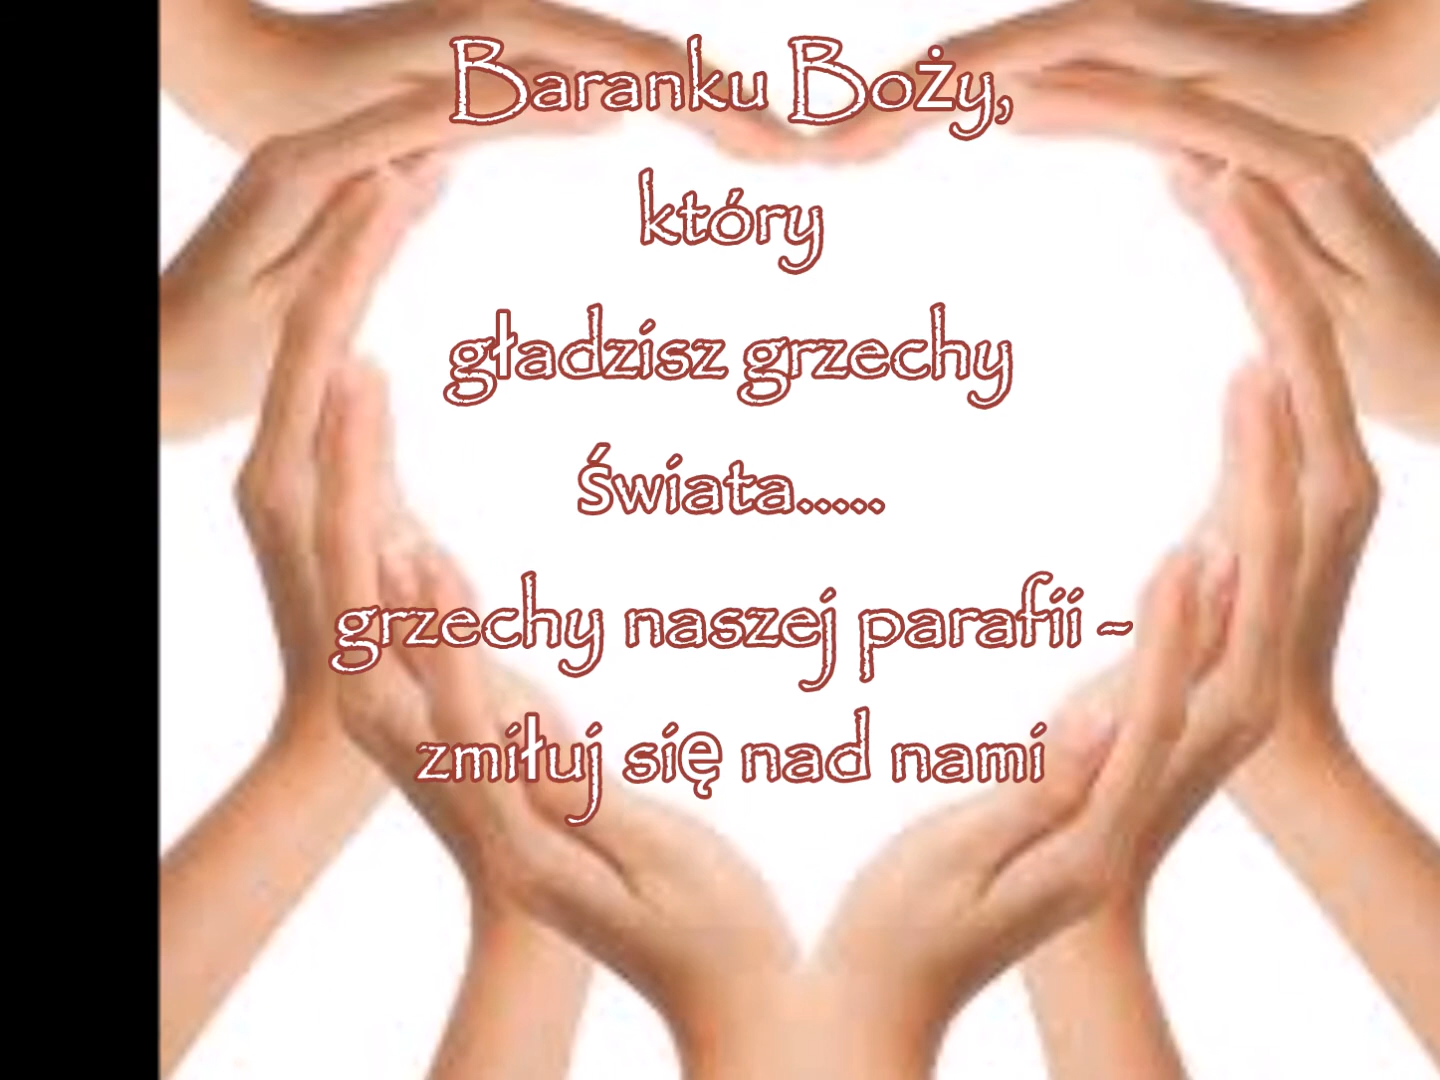 Baranku Boży,
który
gładzisz grzechy
świata.....
grzechy naszej parafii -
zmiłuj się nad nami